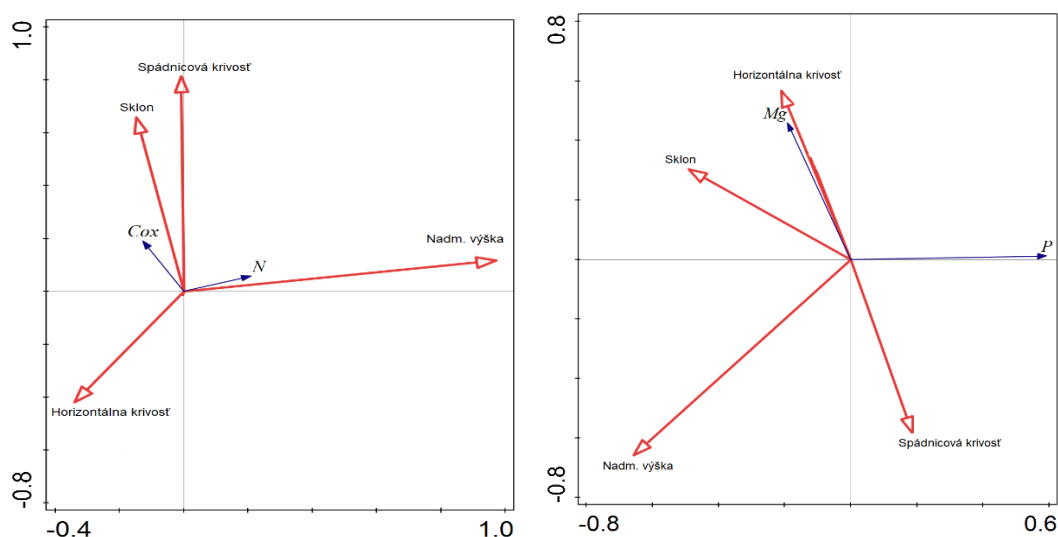 1.0
Spádnicová krivosť
Sklon
Cox
Nadm. výška
N
Horizontálna krivosť
-0.8
-0.4
1.0
0.8
Horizontálna krivosť
Mg
Sklon
P
Spádnicová krivosť
Nadm. výška
-0.8
-0.8
0.6